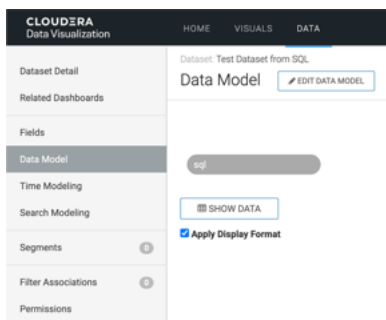 CLOUDERA
Data Visualization
HOME VISUALS DATA
Dataset Detail
Related Dashboards
Fields
Data Model
Time Modeling
Search Modeling
Segments 0
Filter Associations 0
Permissions
Dataset: Test Dataset from SQL
Data Model EDIT DATA MODEL
sql
SHOW DATA
Apply Display Format